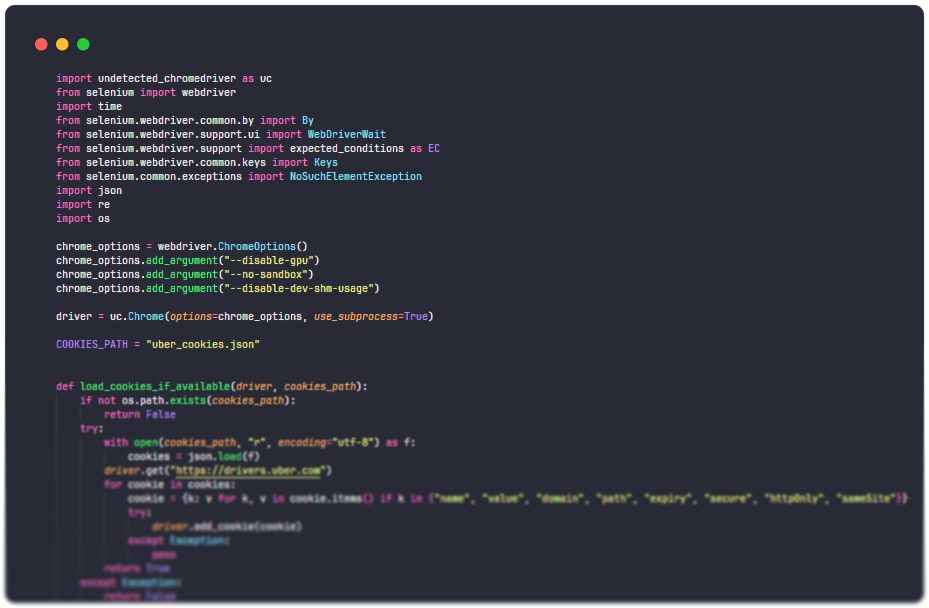 import undetected_chromedriver as uc
from selenium import webdriver
import time
from selenium.webdriver.common.by import By
from selenium.webdriver.support.ui import WebDriverWait
from selenium.webdriver.support import expected_conditions as EC
from selenium.webdriver.common.keys import Keys
from selenium.common.exceptions import NoSuchElementException
import json
import re
import os
chrome_options = webdriver.ChromeOptions()
chrome_options.add_argument("--disable-gpu")
chrome_options.add_argument("--no-sandbox")
chrome_options.add_argument("--disable-dev-shm-usage")
driver = uc.Chrome(options=chrome_options, use_subprocess=True)
COOKIES_PATH = "uber_cookies.json"
def load_cookies_if_available(driver, cookies_path):
    if not os.path.exists(cookies_path):
        return False
    try:
        with open(cookies_path, "r", encoding="utf-8") as f:
            cookies = json.load(f)
        driver.get("https://drivers.uber.com")
        for cookie in cookies:
            cookie = {k: v for k, v in cookie.items() if k in {"name", "value", "domain", "path", "expiry", "secure", "httpOnly", "sameSite"}}
            try:
                driver.add_cookie(cookie)
            except Exception:
                pass
        return True
    except Exception:
        return False